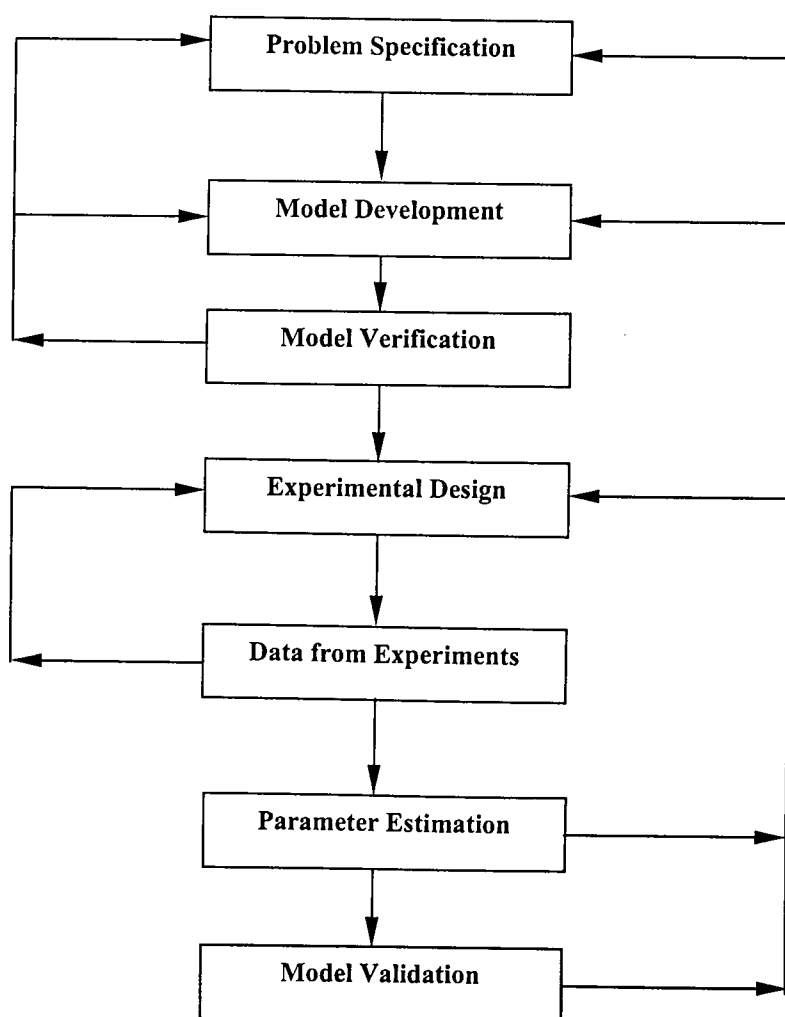 Problem Specification
Model Development
Model Verification
Experimental Design
Data from Experiments
Parameter Estimation
Model Validation